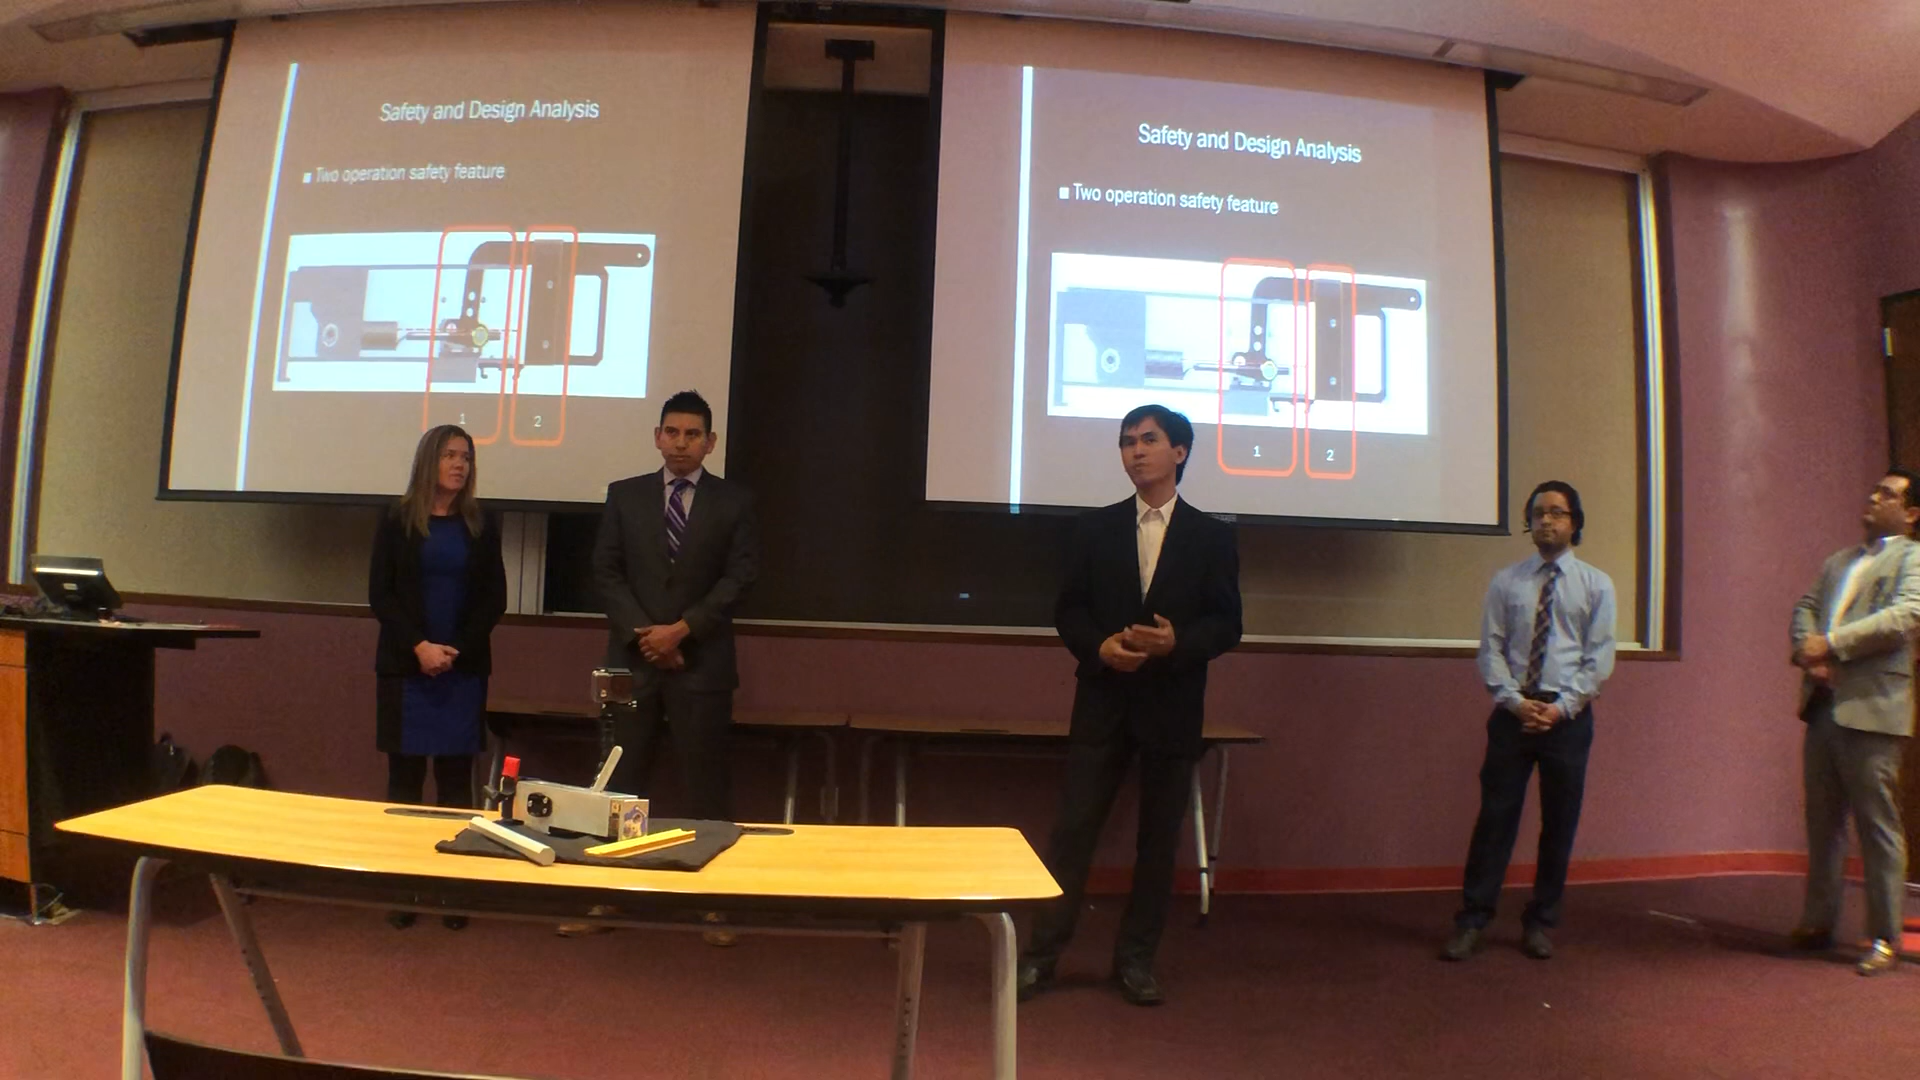 Safety and Design Analysis
■ Two operation safety feature
1 2
Safety and Design Analysis
■ Two operation safety feature
1 2